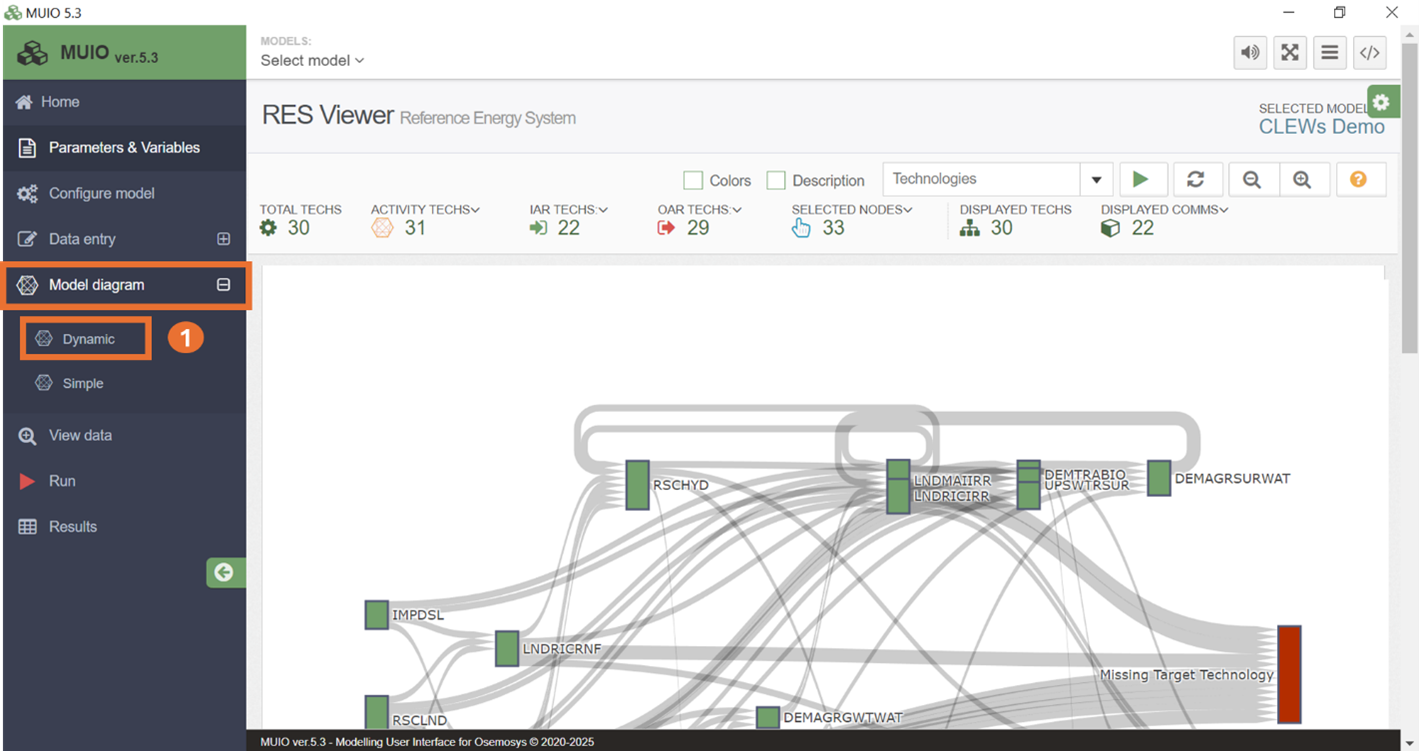 MUIO 5.3
MUIO ver.5.3
MODELS:
Select model
Home
Parameters & Variables
Configure model
Data entry
Model diagram
Dynamic
1
Simple
View data
Run
Results
RES Viewer Reference Energy System
SELECTED MODEL
CLEWs Demo
Colors
Description
Technologies
TOTAL TECHS
30
ACTIVITY TECHS
31
IAR TECHS:
22
OAR TECHS:
29
SELECTED NODES
33
DISPLAYED TECHS
30
DISPLAYED COMMS
22
RSCHYD
LNDMAIIRR
LNDRICIRR
DEMTRABIO
UPSWTRSUR
DEMAGRSURWAT
IMPDSL
LNDRICRNF
Missing Target Technology
RSCLND
DEMAGRGWTWAT
MUIO ver.5.3 - Modelling User Interface for Osemosys © 2020-2025